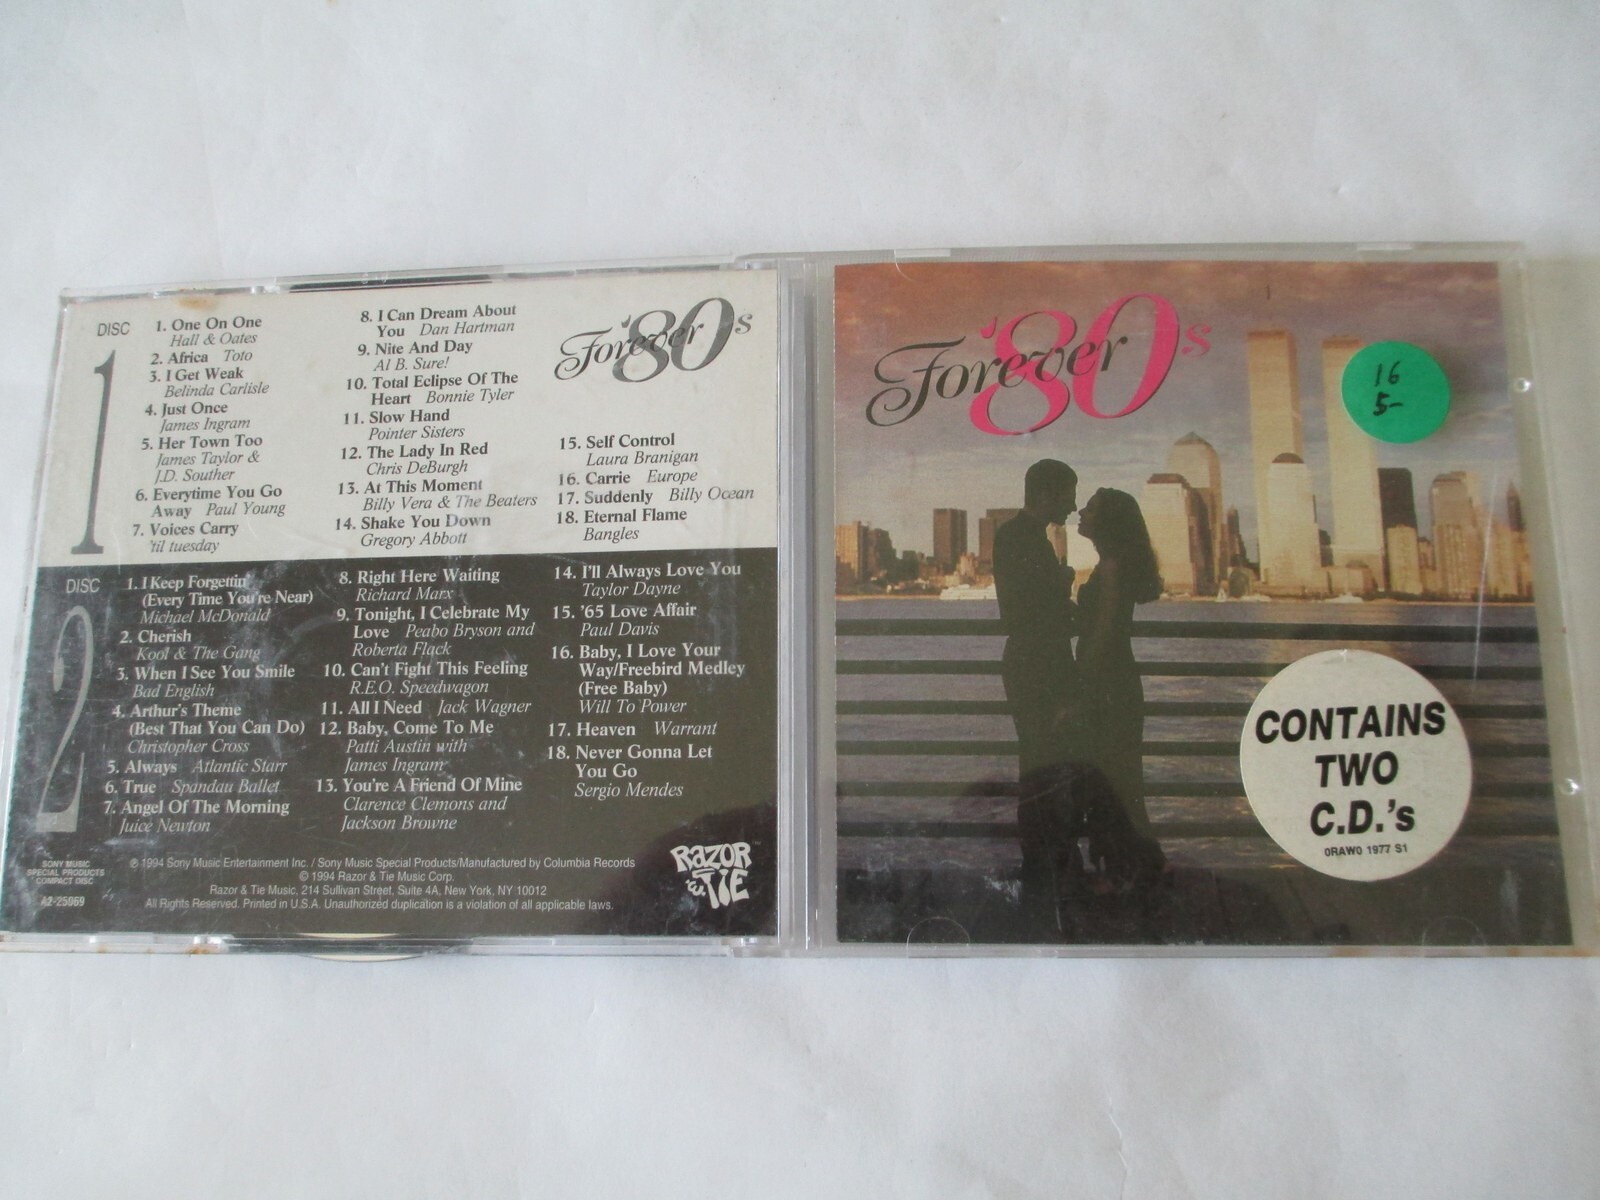 DISC
1
1. One On One
Hall & Oates
2. Africa Toto
3. I Get Weak
Belinda Carlisle
4. Just Once
James Ingram
5. Her Town Too
James Taylor &
J.D. Souther
6. Everytime You Go
Away Paul Young
7. Voices Carry
'til tuesday
8. I Can Dream About
You Dan Hartman
9. Nite And Day
Al B. Sure!
10. Total Eclipse Of The
Heart Bonnie Tyler
11. Slow Hand
Pointer Sisters
12. The Lady In Red
Chris DeBurgh
13. At This Moment
Billy Vera & The Beaters
14. Shake You Down
Gregory Abbott
Forever '80s
15. Self Control
Laura Branigan
16. Carrie Europe
17. Suddenly Billy Ocean
18. Eternal Flame
Bangles
DISC
2
1. I Keep Forgettin'
(Every Time You're Near)
Michael McDonald
2. Cherish
Kool & The Gang
3. When I See You Smile
Bad English
4. Arthur's Theme
(Best That You Can Do)
Christopher Cross
5. Always Atlantic Starr
6. True Spandau Ballet
7. Angel Of The Morning
Juice Newton
8. Right Here Waiting
Richard Marx
9. Tonight, I Celebrate My
Love Peabo Bryson and
Roberta Flack
10. Can't Fight This Feeling
R.E.O. Speedwagon
11. All I Need Jack Wagner
12. Baby, Come To Me
Patti Austin with
James Ingram
13. You're A Friend Of Mine
Clarence Clemons and
Jackson Browne
14. I'll Always Love You
Taylor Dayne
15. '65 Love Affair
Paul Davis
16. Baby, I Love Your
Way/Freebird Medley
(Free Baby)
Will To Power
17. Heaven Warrant
18. Never Gonna Let
You Go
Sergio Mendes
SONY MUSIC
SPECIAL PRODUCTS
COMPACT DISC
A2-25069
℗ 1994 Sony Music Entertainment Inc. / Sony Music Special Products/Manufactured by Columbia Records
© 1994 Razor & Tie Music Corp.
Razor & Tie Music, 214 Sullivan Street, Suite 4A, New York, NY 10012
All Rights Reserved. Printed in U.S.A. Unauthorized duplication is a violation of all applicable laws.
RAZOR
& TIE
Forever '80s
16
5-
CONTAINS
TWO
C.D.'s
0RAW0 1977 S1